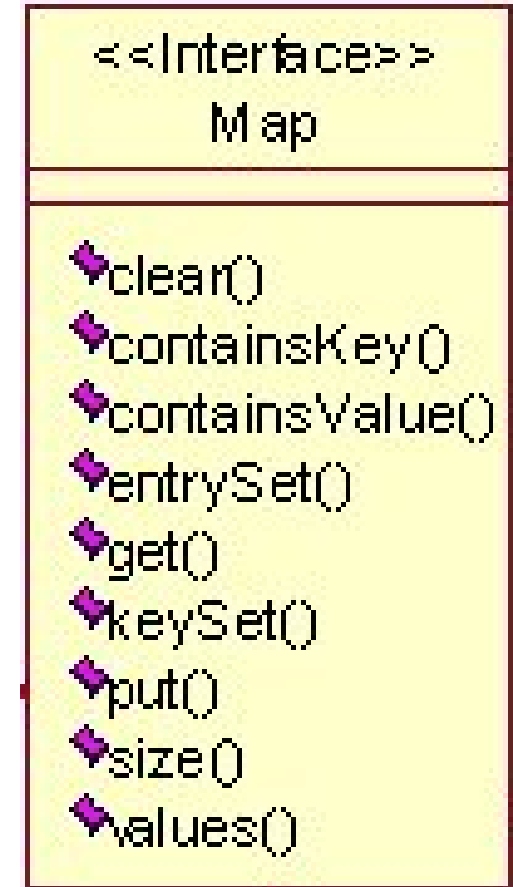 <<Interface>>
Map
clear()
containsKey()
containsValue()
entrySet()
get()
keySet()
put()
size()
values()